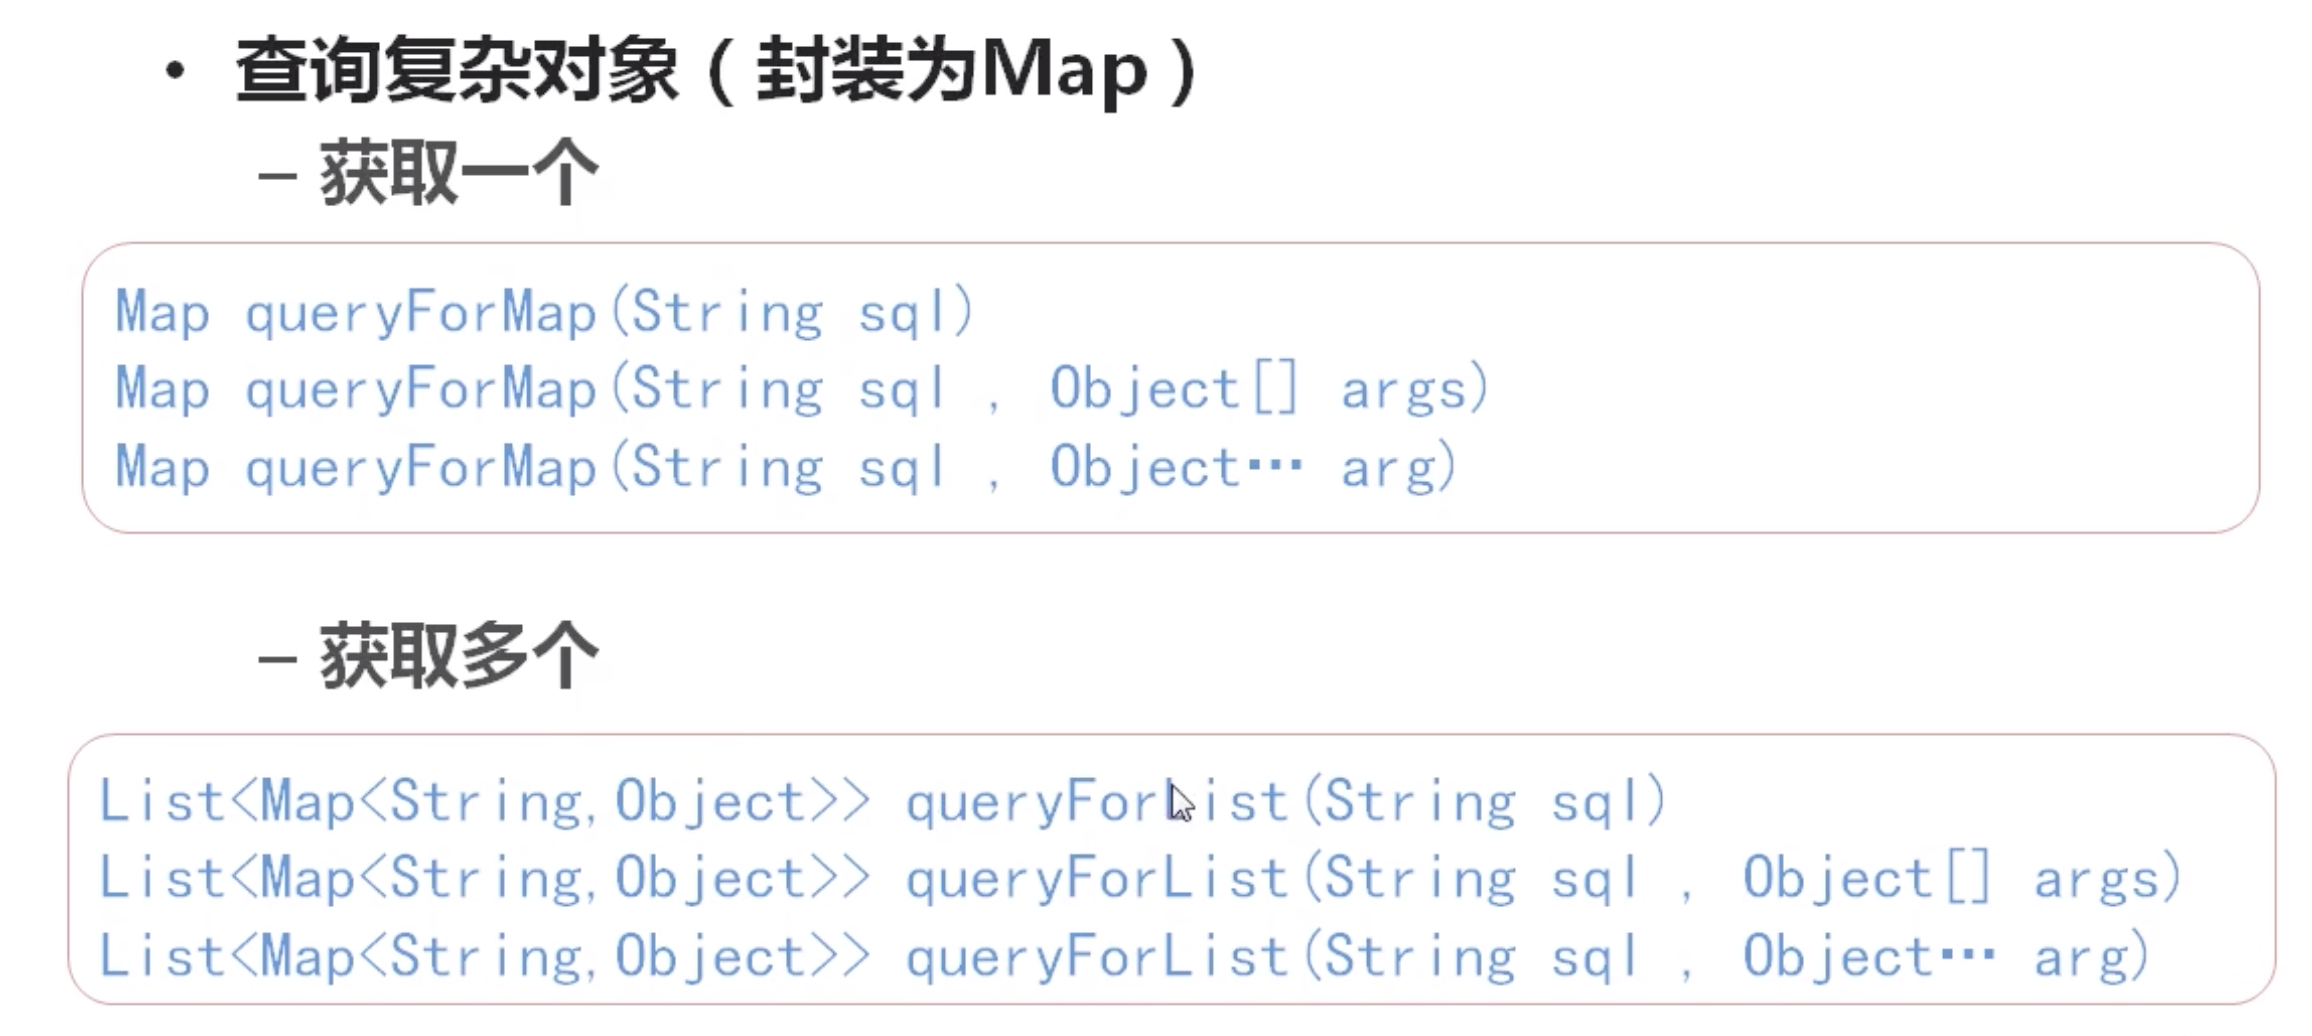 • 查询复杂对象（封装为Map）
– 获取一个
Map queryForMap(String sql)
Map queryForMap(String sql , Object[] args)
Map queryForMap(String sql , Object… arg)
– 获取多个
List<Map<String,Object>> queryForList(String sql)
List<Map<String,Object>> queryForList(String sql , Object[] args)
List<Map<String,Object>> queryForList(String sql , Object… arg)